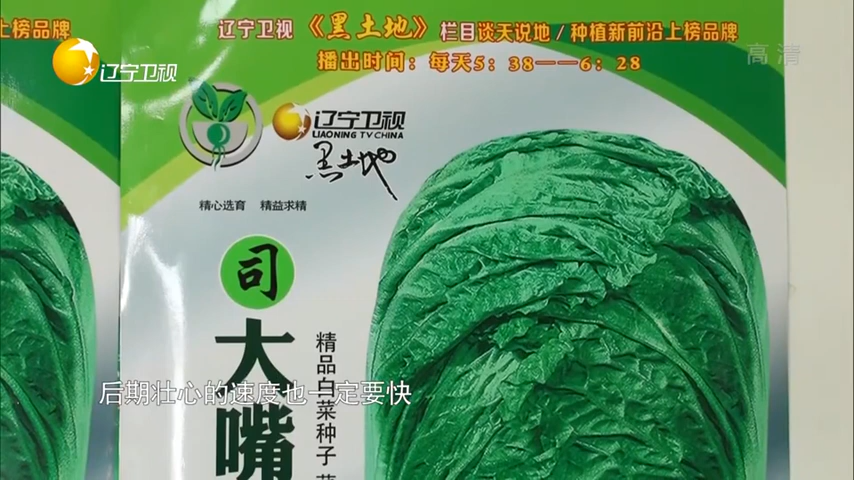 上榜品牌
辽宁卫视《黑土地》栏目谈天说地/种植新前沿上榜品牌
播出时间：每天5：38——6：28
辽宁卫视
高清
辽宁卫视
LIAONING TV CHINA
黑土地
精心选育 精益求精
司
大嘴
精品白菜种子
后期壮心的速度也一定要快